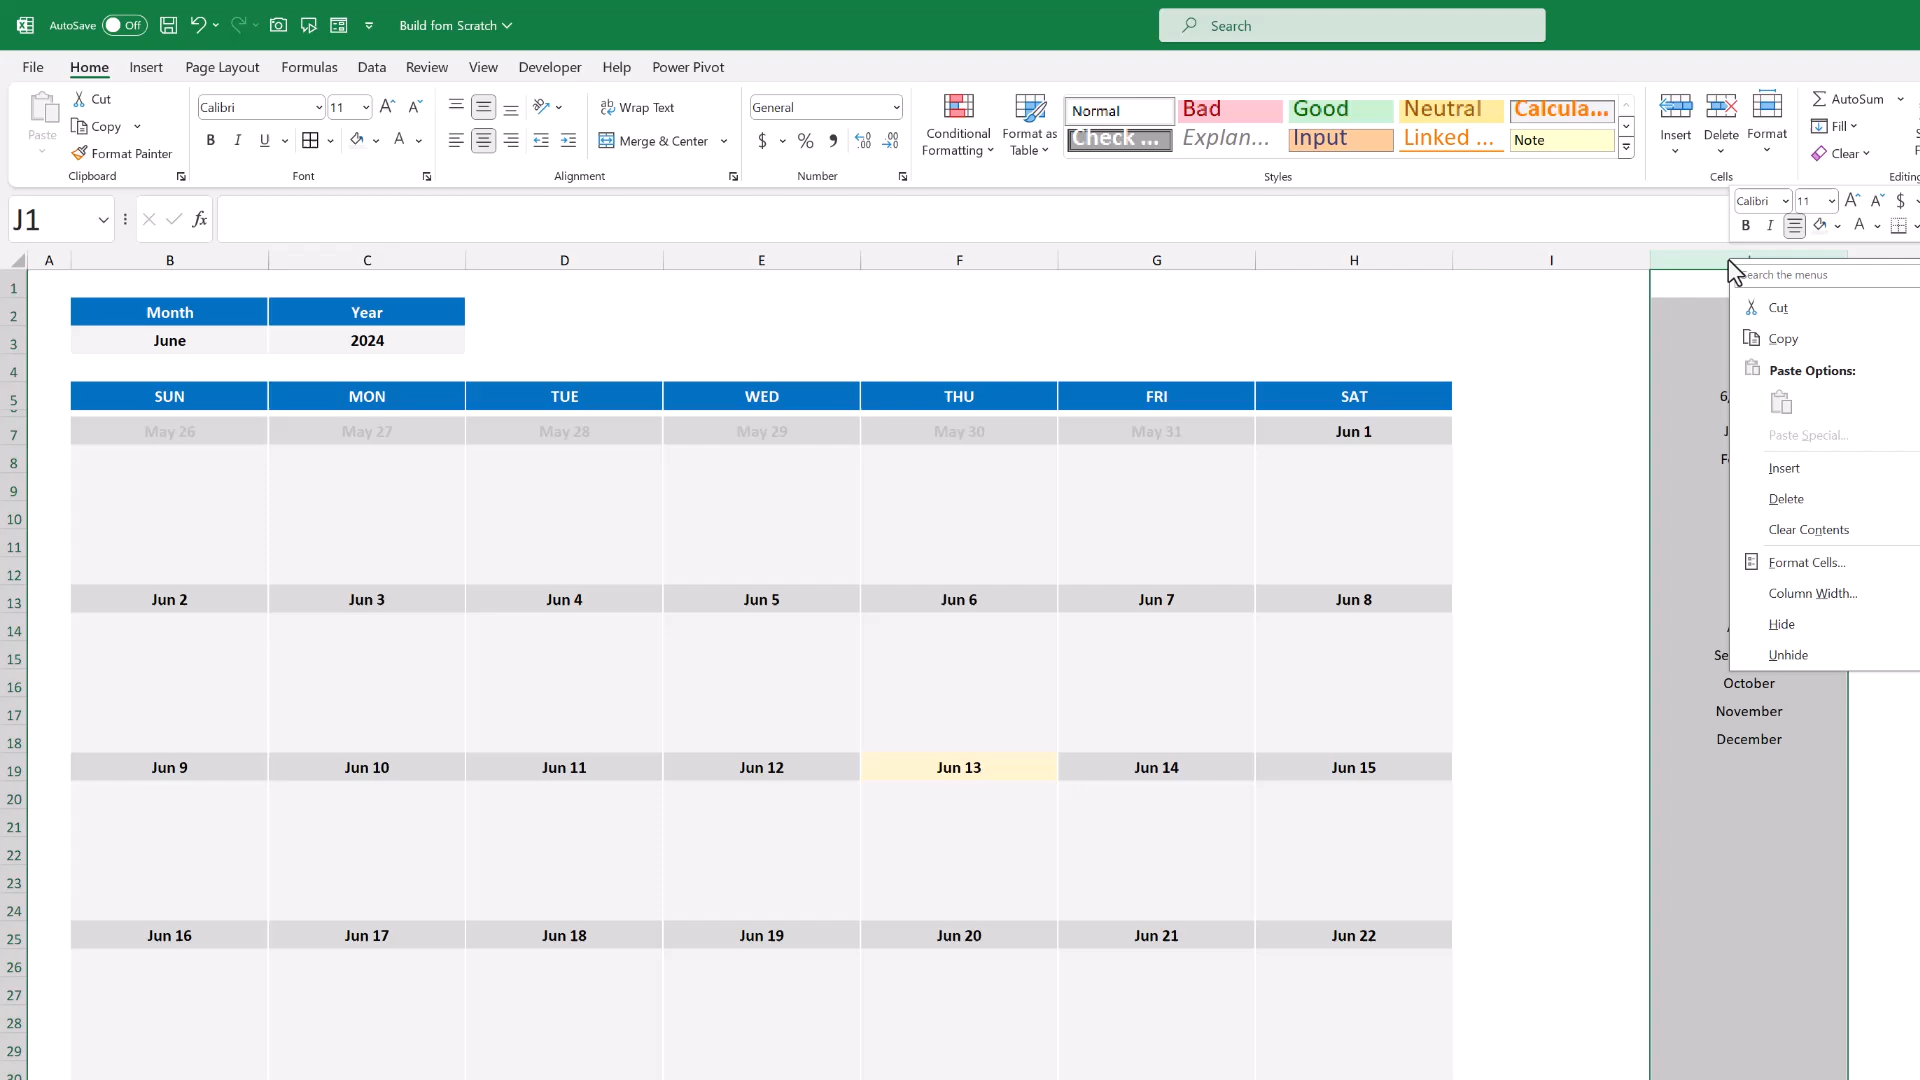 AutoSave Off Build fom Scratch Search
File Home Insert Page Layout Formulas Data Review View Developer Help Power Pivot
Paste Cut Copy Format Painter Clipboard
Calibri 11 B I U A Font
Wrap Text Merge & Center Alignment
General $ % Number
Conditional Formatting Format as Table
Normal Bad Good Neutral Calcula...
Check ... Explan... Input Linked ... Note
Styles
Insert Delete Format Cells
AutoSum Fill Clear Editing
J1 fx
Calibri 11 $
B I A
A B C D E F G H I
1
2 Month Year
3 June 2024
4
5 SUN MON TUE WED THU FRI SAT
7 May 26 May 27 May 28 May 29 May 30 May 31 Jun 1
8
9
10
11
12
13 Jun 2 Jun 3 Jun 4 Jun 5 Jun 6 Jun 7 Jun 8
14
15
16
17
18
19 Jun 9 Jun 10 Jun 11 Jun 12 Jun 13 Jun 14 Jun 15
20
21
22
23
24
25 Jun 16 Jun 17 Jun 18 Jun 19 Jun 20 Jun 21 Jun 22
26
27
28
29
30
Search the menus
Cut
Copy
Paste Options:
Paste Special...
Insert
Delete
Clear Contents
Format Cells...
Column Width...
Hide
Unhide
October
November
December